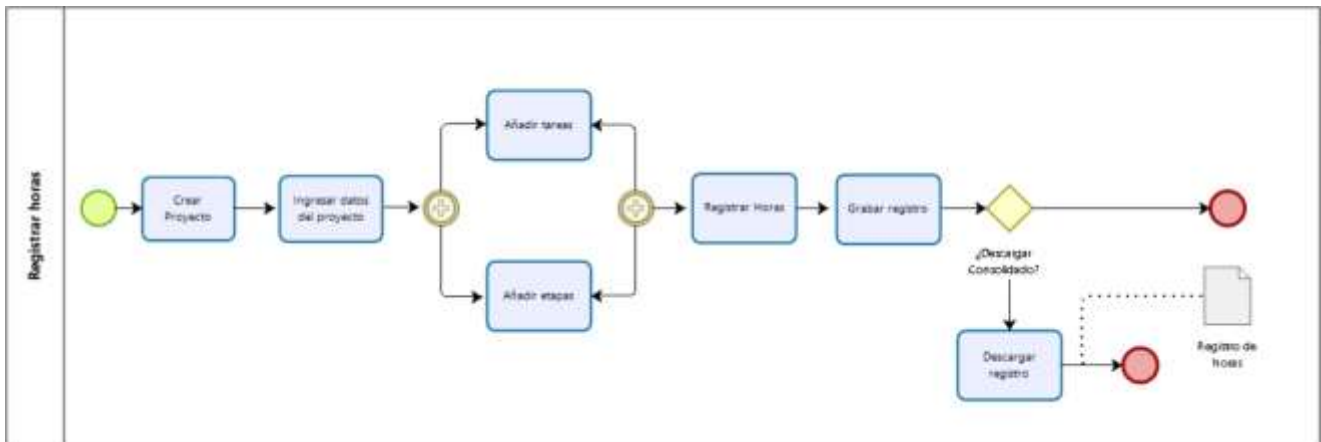 Registrar horas
Crear
Proyecto
Ingresar datos
del proyecto
Añadir tareas
Añadir etapas
Registrar Horas
Grabar registro
¿Descargar
Consolidado?
Descargar
registro
Registro de
horas